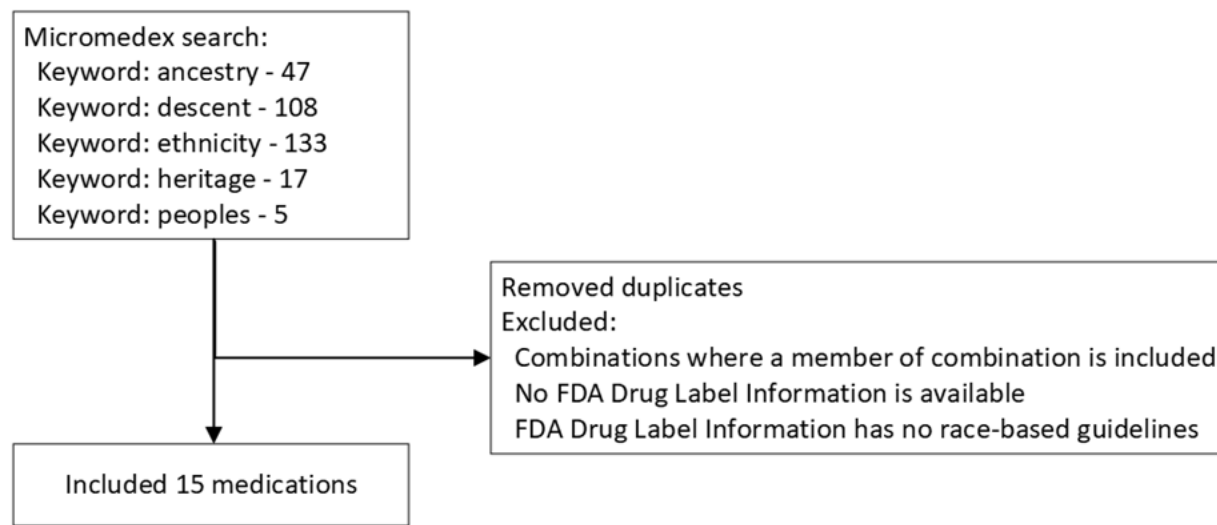 Micromedex search:
Keyword: ancestry - 47
Keyword: descent - 108
Keyword: ethnicity - 133
Keyword: heritage - 17
Keyword: peoples - 5
Removed duplicates
Excluded:
Combinations where a member of combination is included
No FDA Drug Label Information is available
FDA Drug Label Information has no race-based guidelines
Included 15 medications